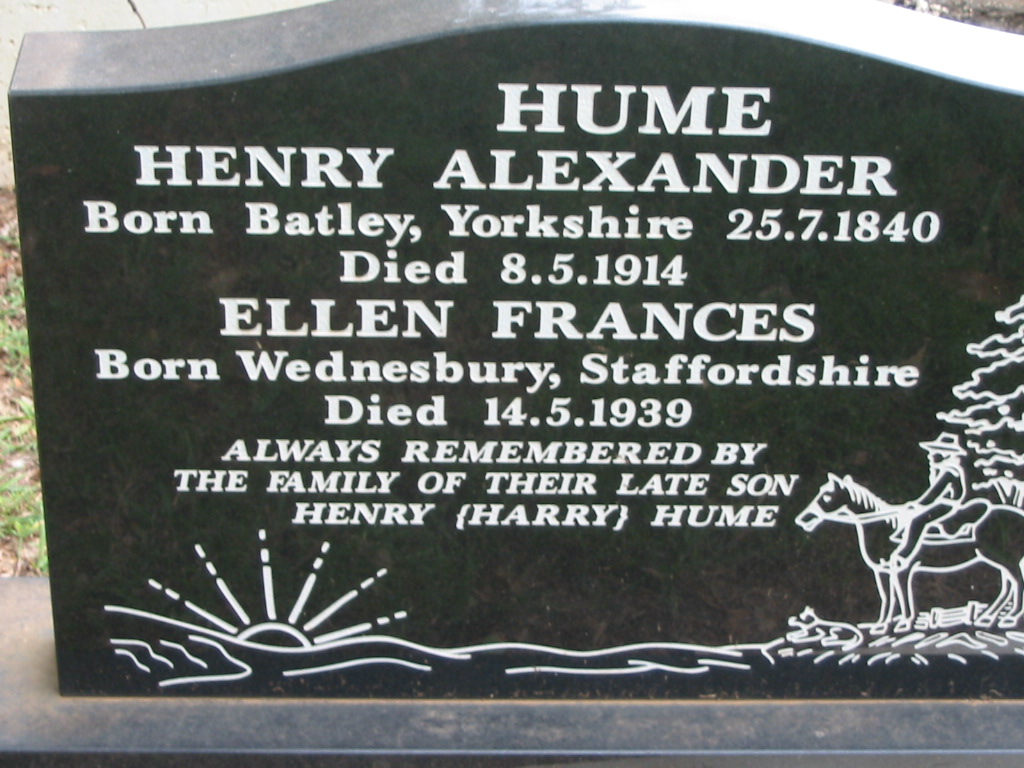 HUME
HENRY ALEXANDER
Born Batley, Yorkshire 25.7.1840
Died 8.5.1914
ELLEN FRANCES
Born Wednesbury, Staffordshire
Died 14.5.1939
ALWAYS REMEMBERED BY
THE FAMILY OF THEIR LATE SON
HENRY {HARRY} HUME